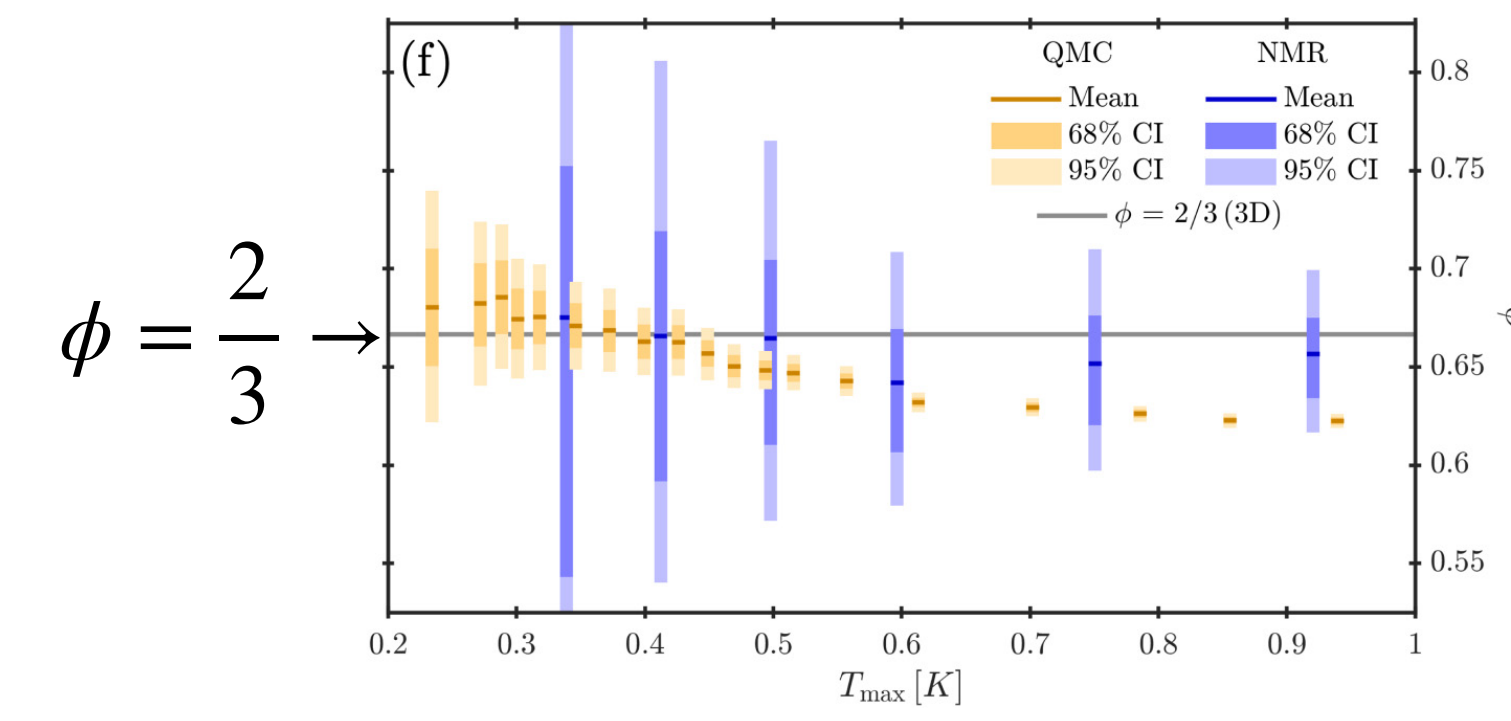 (f)
QMC NMR
Mean Mean
68% CI 68% CI
95% CI 95% CI
ϕ = 2/3 (3D)
ϕ = 2/3 →
0.8
0.75
0.7
0.65
0.6
0.55
0.2 0.3 0.4 0.5 0.6 0.7 0.8 0.9 1
T_max [K]